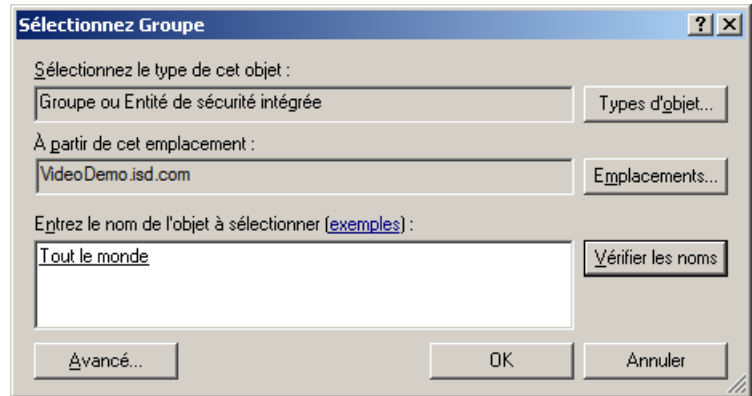 Sélectionnez Groupe
Sélectionnez le type de cet objet :
Groupe ou Entité de sécurité intégrée
Types d'objet...
À partir de cet emplacement :
VideoDemo.isd.com
Emplacements...
Entrez le nom de l'objet à sélectionner (exemples) :
Tout le monde
Vérifier les noms
Avancé...
OK
Annuler